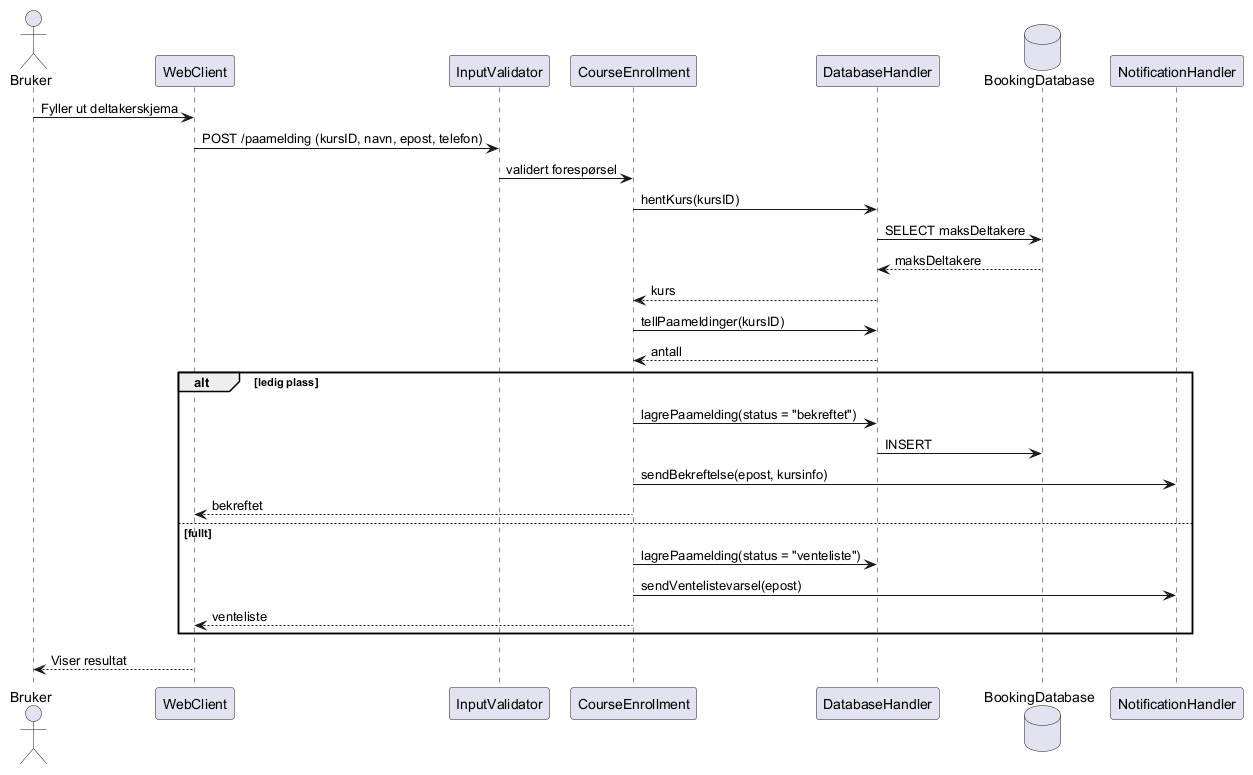 Bruker
WebClient
InputValidator
CourseEnrollment
DatabaseHandler
BookingDatabase
NotificationHandler
Fyller ut deltakerskjema
POST /paamelding (kursID, navn, epost, telefon)
validert forespørsel
hentKurs(kursID)
SELECT maksDeltakere
maksDeltakere
kurs
tellPaameldinger(kursID)
antall
alt
[ledig plass]
lagrePaamelding(status = "bekreftet")
INSERT
sendBekreftelse(epost, kursinfo)
bekreftet
[fullt]
lagrePaamelding(status = "venteliste")
sendVentelistevarsel(epost)
venteliste
Viser resultat
Bruker
WebClient
InputValidator
CourseEnrollment
DatabaseHandler
BookingDatabase
NotificationHandler